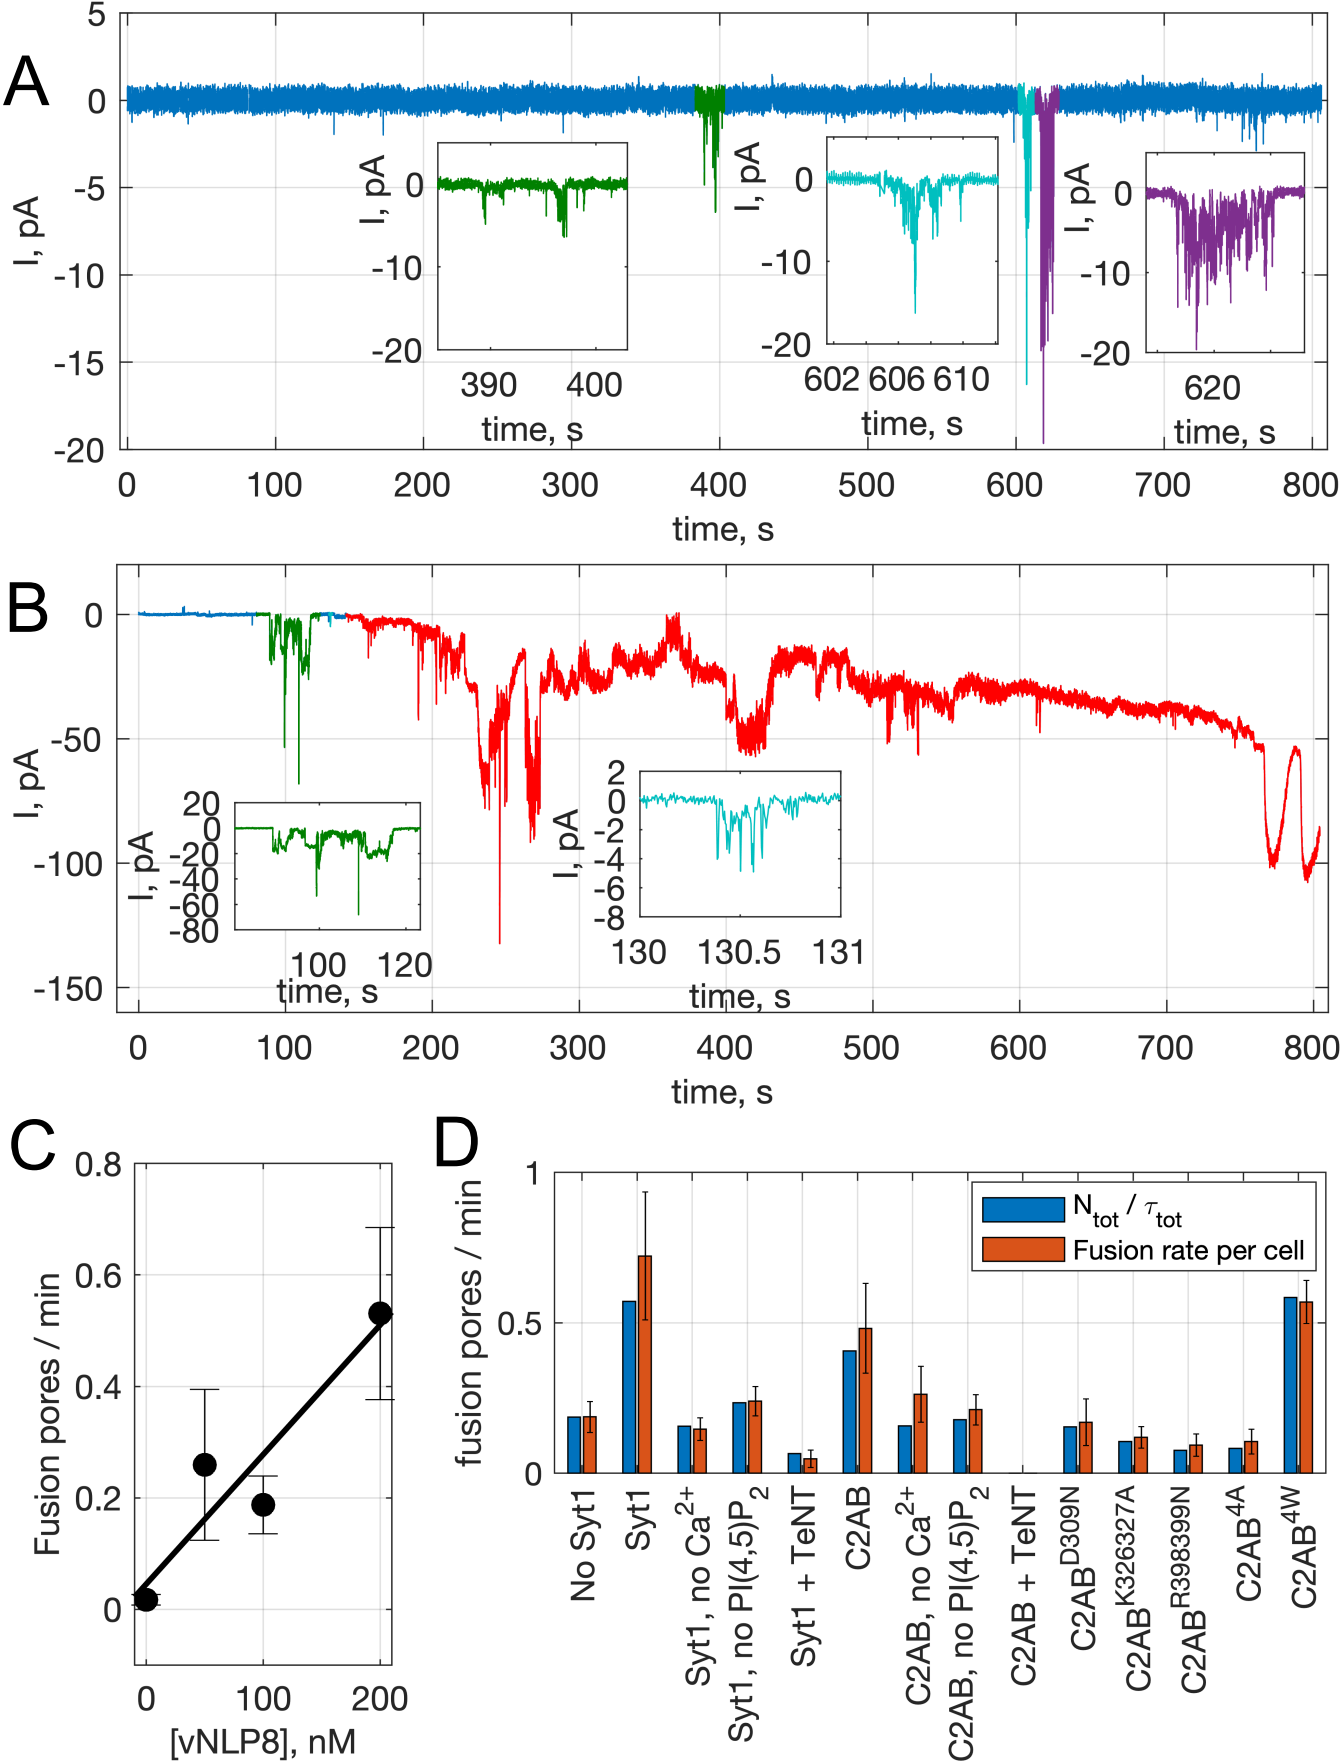 A
5
0
-5
-10
-15
-20
I, pA
0 100 200 300 400 500 600 700 800
time, s
I, pA
0
-10
-20
390 400
time, s
I, pA
0
-10
-20
602 606 610
time, s
I, pA
0
-10
-20
620
time, s
B
0
-50
-100
-150
I, pA
0 100 200 300 400 500 600 700 800
time, s
I, pA
20
0
-20
-40
-60
-80
100 120
time, s
I, pA
2
0
-2
-4
-6
-8
130 130.5 131
time, s
C
Fusion pores / min
0.8
0.6
0.4
0.2
0
0 100 200
[vNLP8], nM
D
fusion pores / min
1
0.5
0
N_tot / τ_tot
Fusion rate per cell
No Syt1
Syt1
Syt1, no Ca²⁺
Syt1, no PI(4,5)P₂
Syt1 + TeNT
C2AB
C2AB, no Ca²⁺
C2AB, no PI(4,5)P₂
C2AB + TeNT
C2AB^D309N
C2AB^K326327A
C2AB^R398399N
C2AB^4A
C2AB^4W